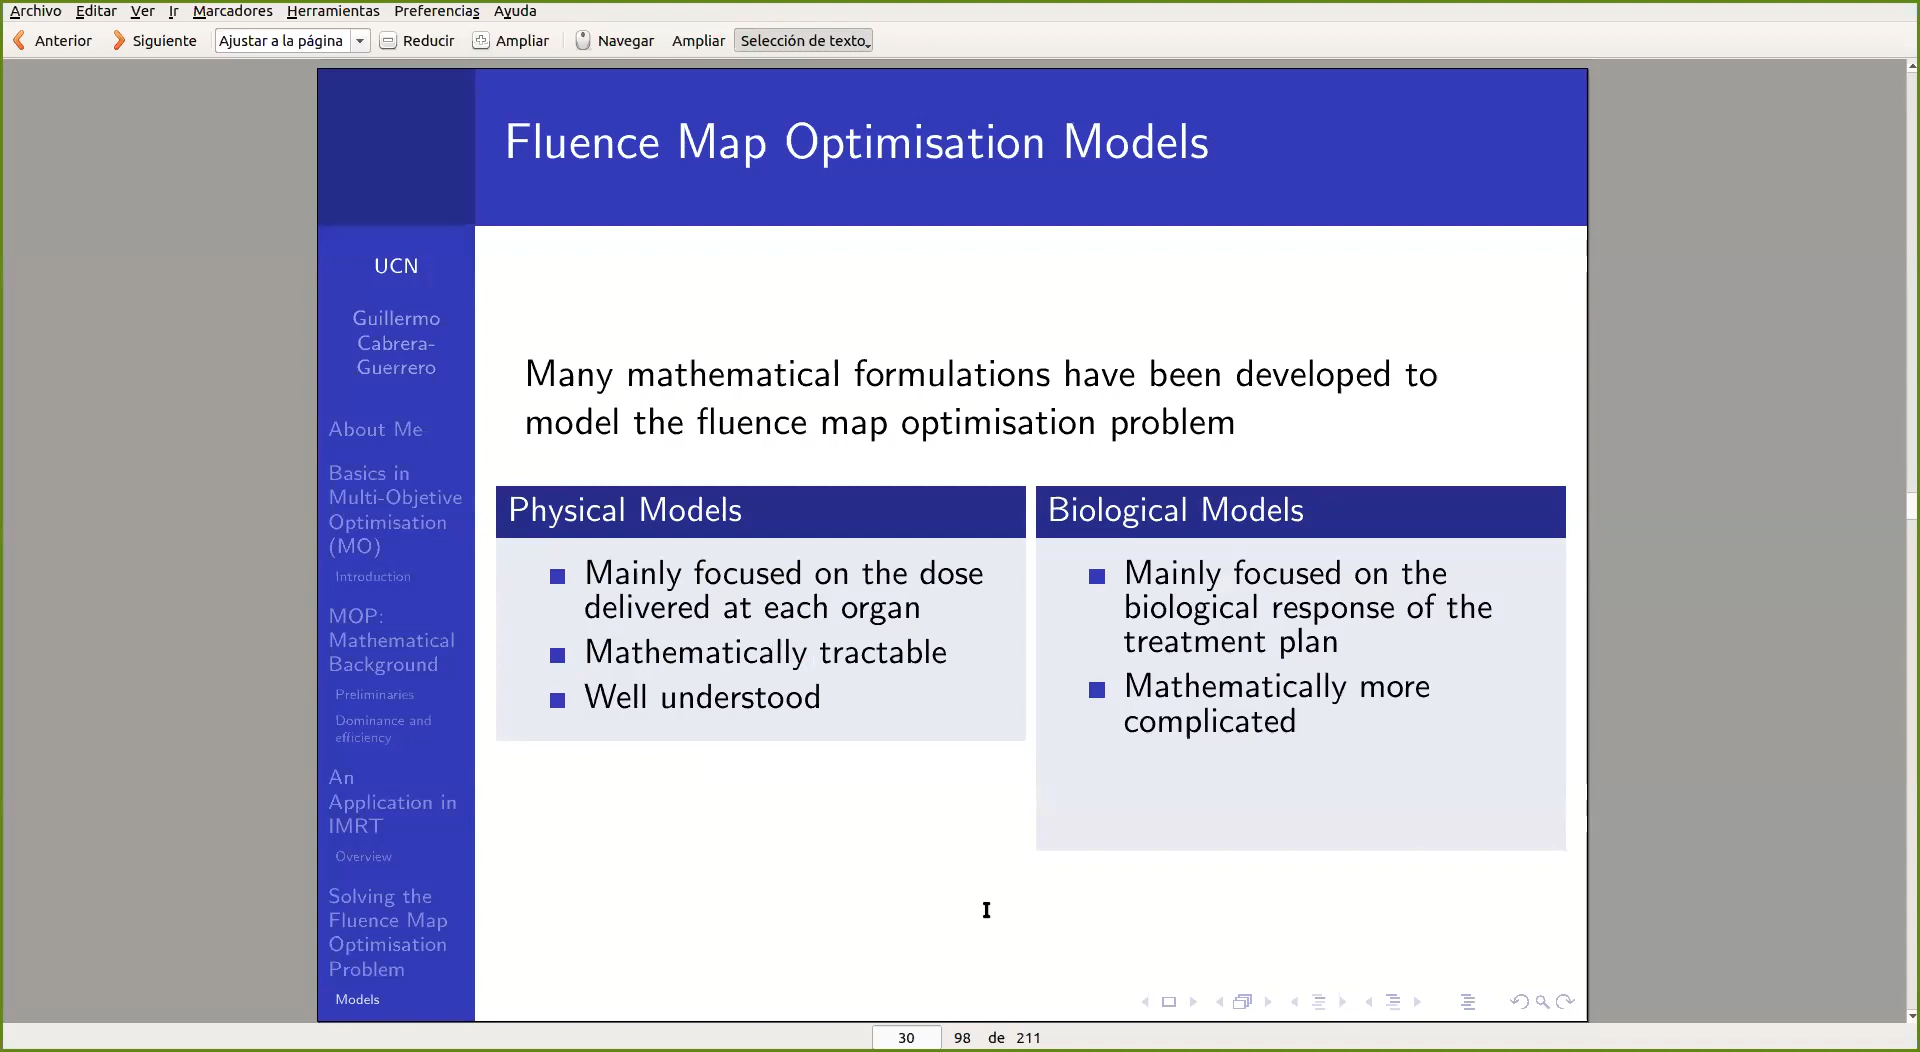 Archivo Editar Ver Ir Marcadores Herramientas Preferencias Ayuda
Anterior Siguiente Ajustar a la página Reducir Ampliar Navegar Ampliar Selección de texto
Fluence Map Optimisation Models
UCN
Guillermo
Cabrera-
Guerrero
About Me
Basics in
Multi-Objetive
Optimisation
(MO)
Introduction
MOP:
Mathematical
Background
Preliminaries
Dominance and
efficiency
An
Application in
IMRT
Overview
Solving the
Fluence Map
Optimisation
Problem
Models
Many mathematical formulations have been developed to
model the fluence map optimisation problem
Physical Models
Mainly focused on the dose
delivered at each organ
Mathematically tractable
Well understood
Biological Models
Mainly focused on the
biological response of the
treatment plan
Mathematically more
complicated
30 98 de 211